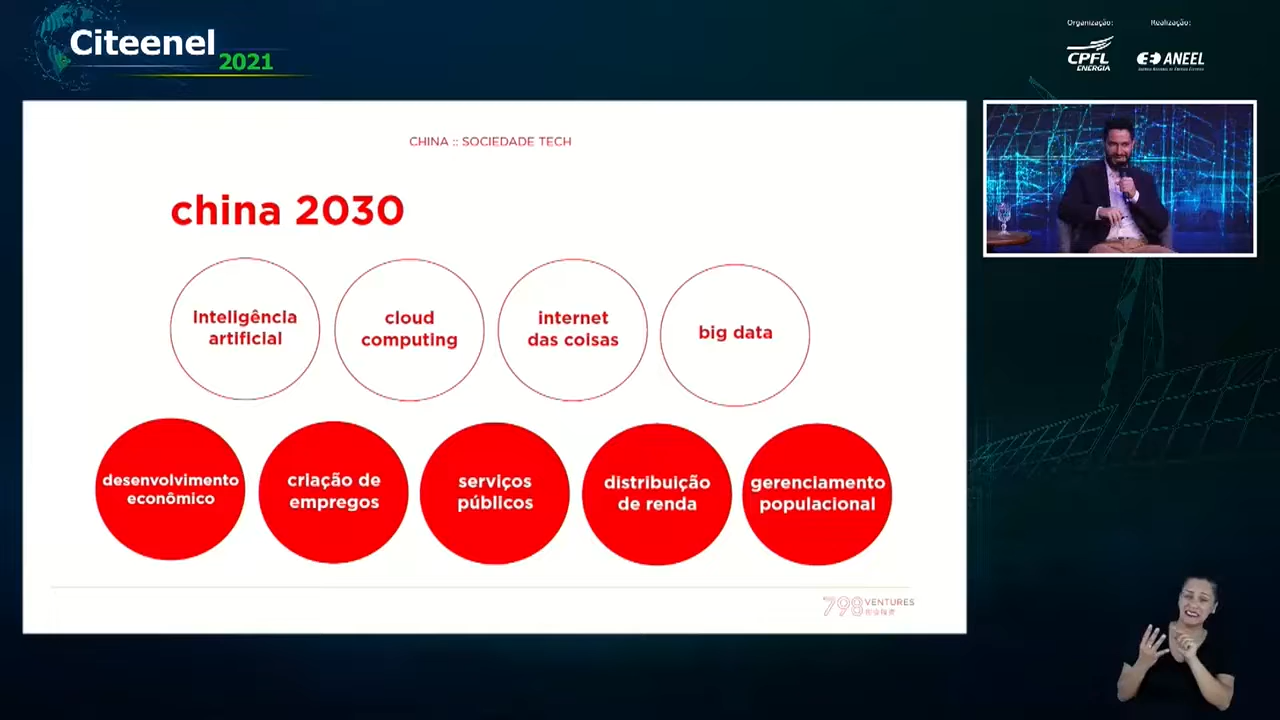 Citeenel
2021
Organização:
Realização:
CPFL
ENERGIA
ANEEL
CHINA :: SOCIEDADE TECH
china 2030
inteligência
artificial
cloud
computing
internet
das coisas
big data
desenvolvimento
econômico
criação de
empregos
serviços
públicos
distribuição
de renda
gerenciamento
populacional
798 VENTURES